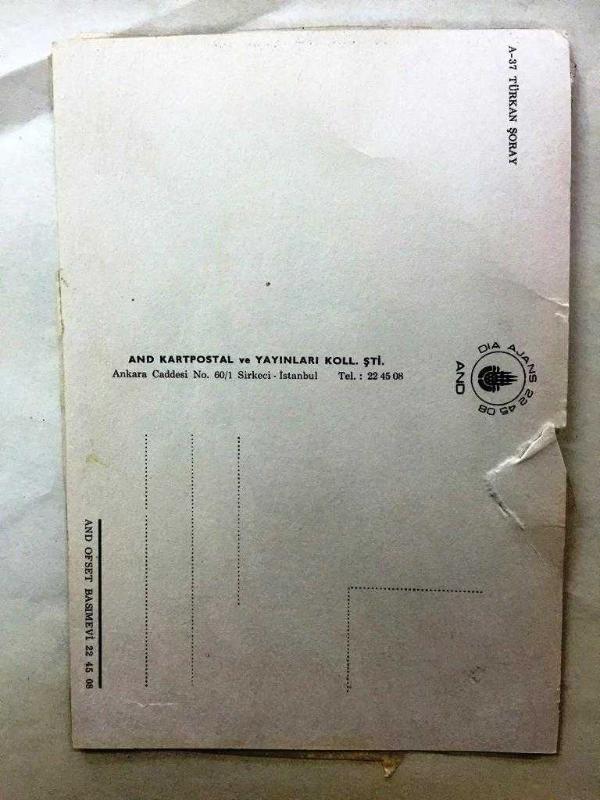 A-37 TÜRKAN ŞORAY
AND KARTPOSTAL ve YAYINLARI KOLL. ŞTİ.
Ankara Caddesi No. 60/1 Sirkeci - İstanbul Tel. : 22 45 08
DIA AJANS 22 45 08
AND
AND OFSET BASIMEVİ 22 45 08